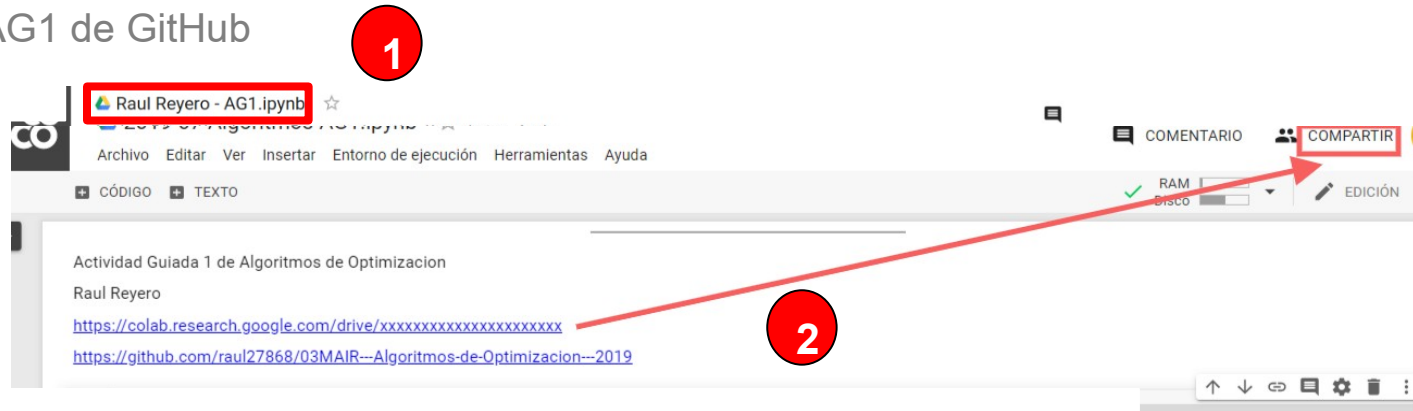 AG1 de GitHub
1
Raul Reyero - AG1.ipynb
CO
COMENTARIO COMPARTIR
Archivo Editar Ver Insertar Entorno de ejecución Herramientas Ayuda
CÓDIGO TEXTO
RAM
Disco
EDICIÓN
Actividad Guiada 1 de Algoritmos de Optimizacion
Raul Reyero
https://colab.research.google.com/drive/xxxxxxxxxxxxxxxxxxxxxxx
2
https://github.com/raul27868/03MAIR---Algoritmos-de-Optimizacion---2019